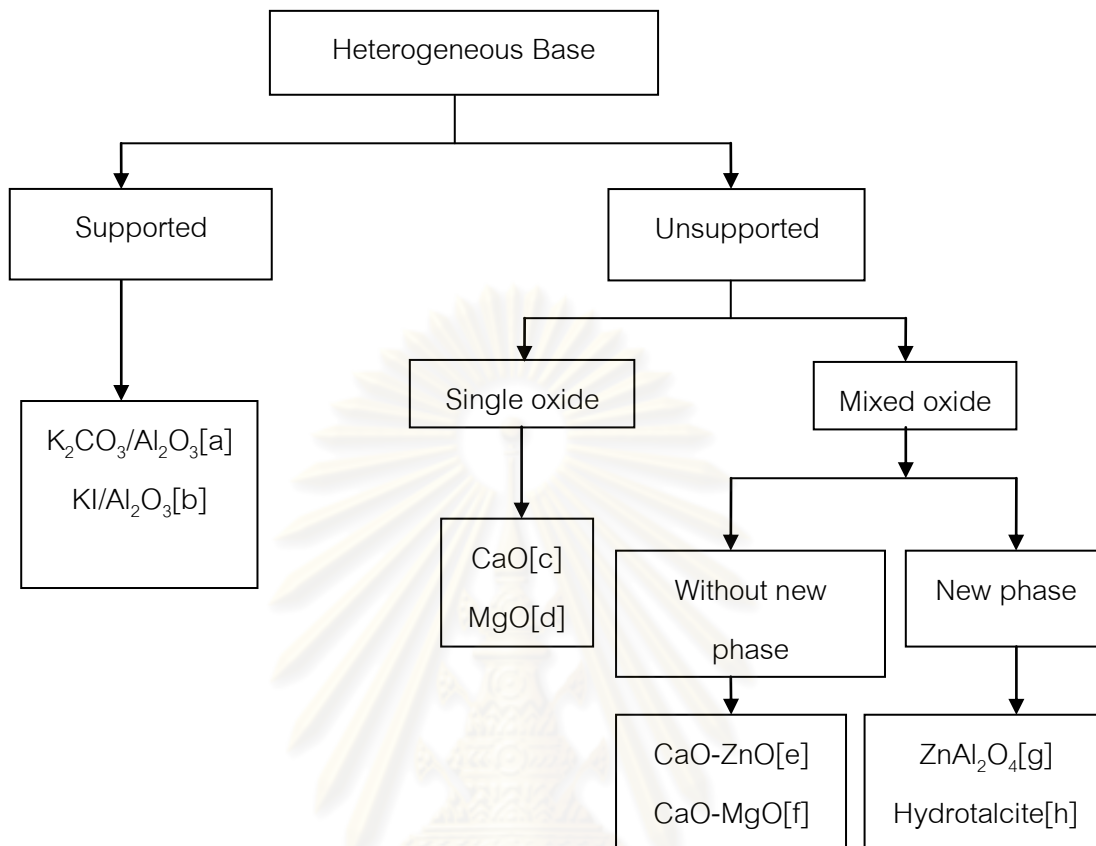 Heterogeneous Base
Supported
Unsupported
Single oxide
Mixed oxide
K₂CO₃/Al₂O₃[a]
KI/Al₂O₃[b]
CaO[c]
MgO[d]
Without new
phase
New phase
CaO-ZnO[e]
CaO-MgO[f]
ZnAl₂O₄[g]
Hydrotalcite[h]